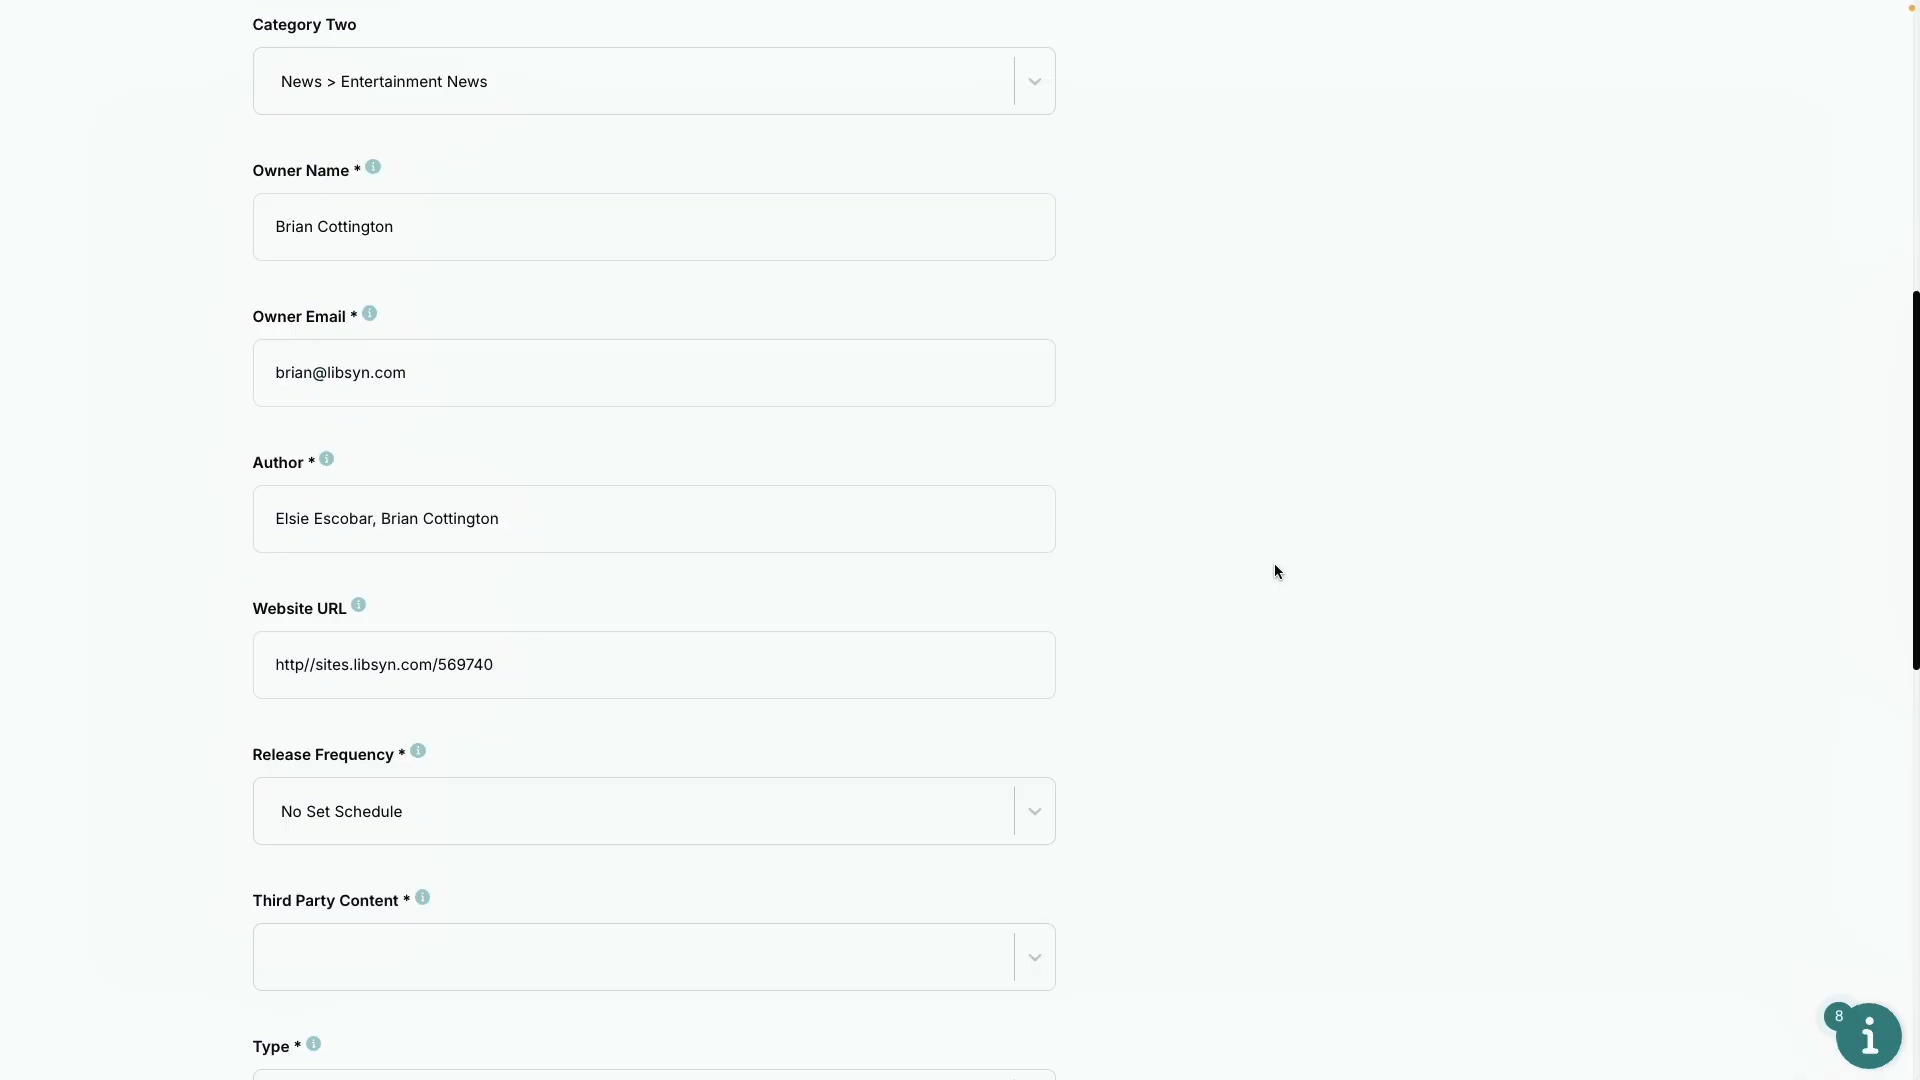 Category Two
News > Entertainment News
Owner Name *
Brian Cottington
Owner Email *
brian@libsyn.com
Author *
Elsie Escobar, Brian Cottington
Website URL
http//sites.libsyn.com/569740
Release Frequency *
No Set Schedule
Third Party Content *
Type *
8